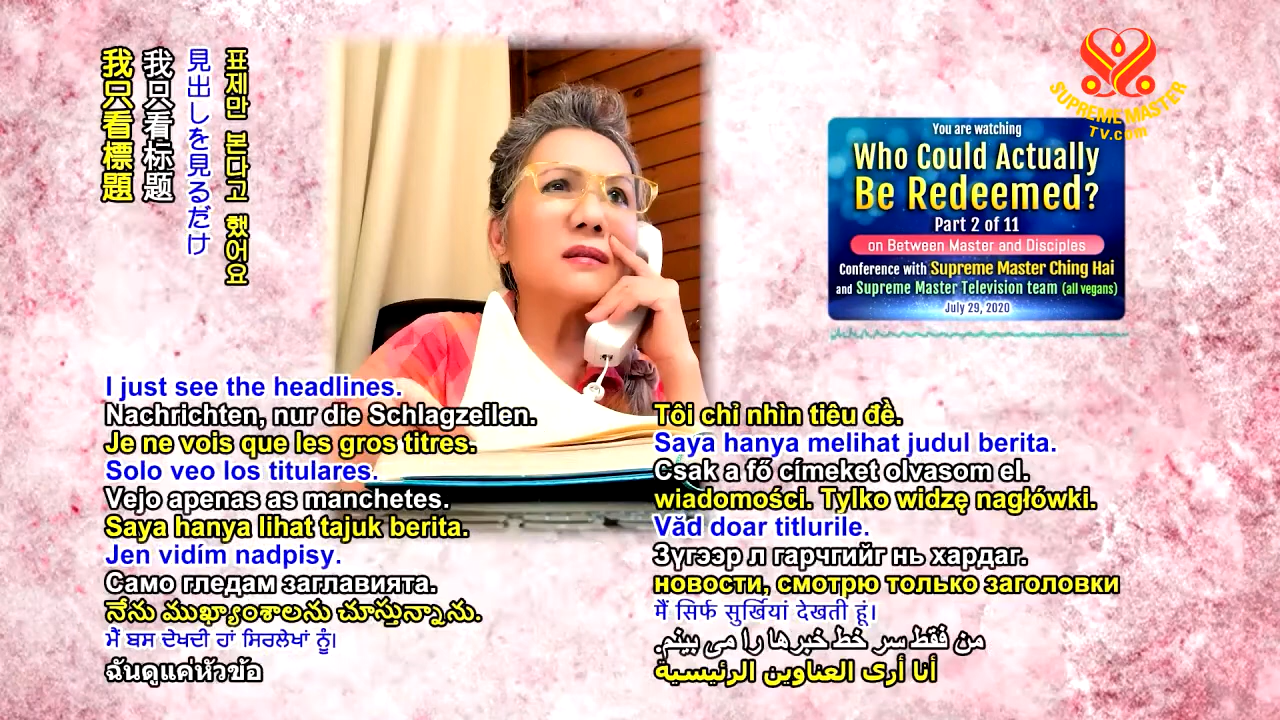 我只看標題
我只看标题
見出しを見るだけ
표제만 본다고 했어요
SUPREME MASTER
TV.com
You are watching
Who Could Actually
Be Redeemed?
Part 2 of 11
on Between Master and Disciples
Conference with Supreme Master Ching Hai
and Supreme Master Television team (all vegans)
July 29, 2020
I just see the headlines.
Nachrichten, nur die Schlagzeilen.
Je ne vois que les gros titres.
Solo veo los titulares.
Vejo apenas as manchetes.
Saya hanya lihat tajuk berita.
Jen vidím nadpisy.
Само гледам заглавията.
నేను ముఖ్యాంశాలను చూస్తున్నాను.
ਮੈਂ ਬਸ ਦੇਖਦੀ ਹਾਂ ਸਿਰਲੇਖਾਂ ਨੂੰ।
ฉันดูแค่หัวข้อ
Tôi chỉ nhìn tiêu đề.
Saya hanya melihat judul berita.
Csak a fő címeket olvasom el.
wiadomości. Tylko widzę nagłówki.
Văd doar titlurile.
Зүгээр л гарчгийг нь хардаг.
новости, смотрю только заголовки
मैं सिर्फ सुर्खियां देखती हूं।
من فقط سر خط خبرها را می بینم.
أنا أرى العناوين الرئيسية